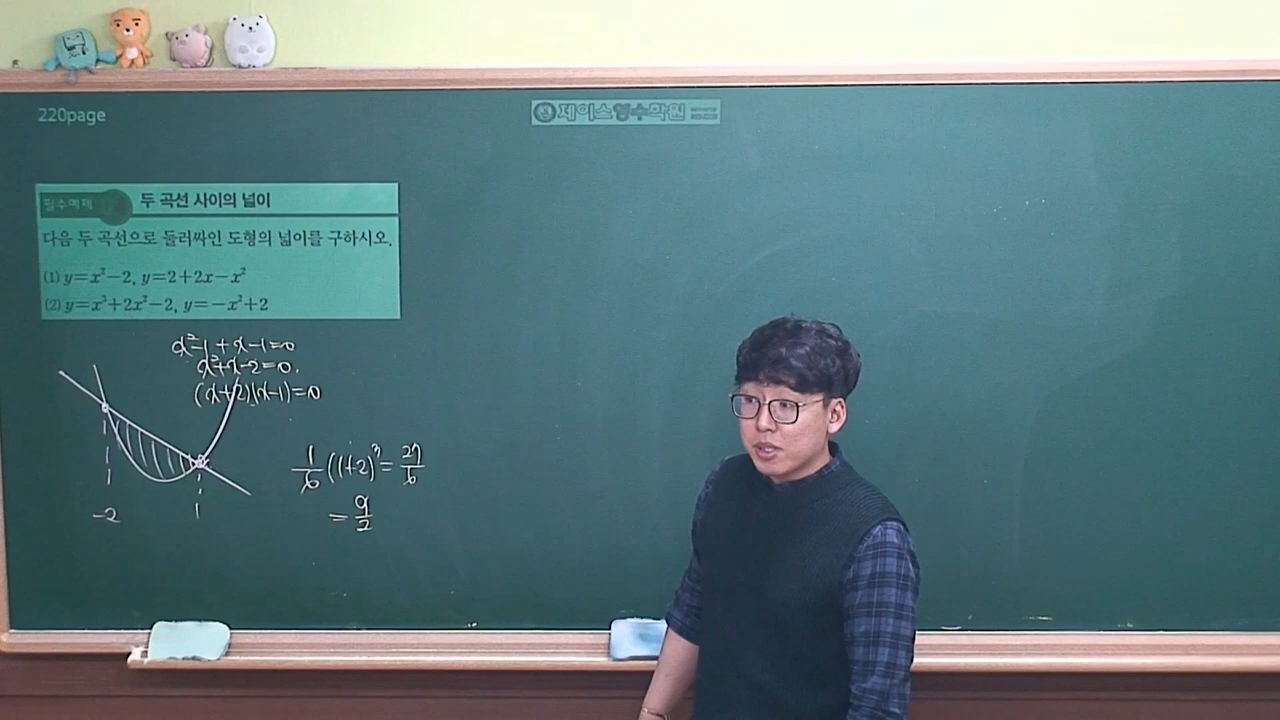 220page
제이스영수학원
필수예제
두 곡선 사이의 넓이
다음 두 곡선으로 둘러싸인 도형의 넓이를 구하시오.
(1) y=x²−2, y=2+2x−x²
(2) y=x³+2x²−2, y=−x²+2
x²-1+x-1=0
x²+x-2=0.
(x+2)(x-1)=0
1/6 (1+2)³ = 27/6
= 9/2
-2
1